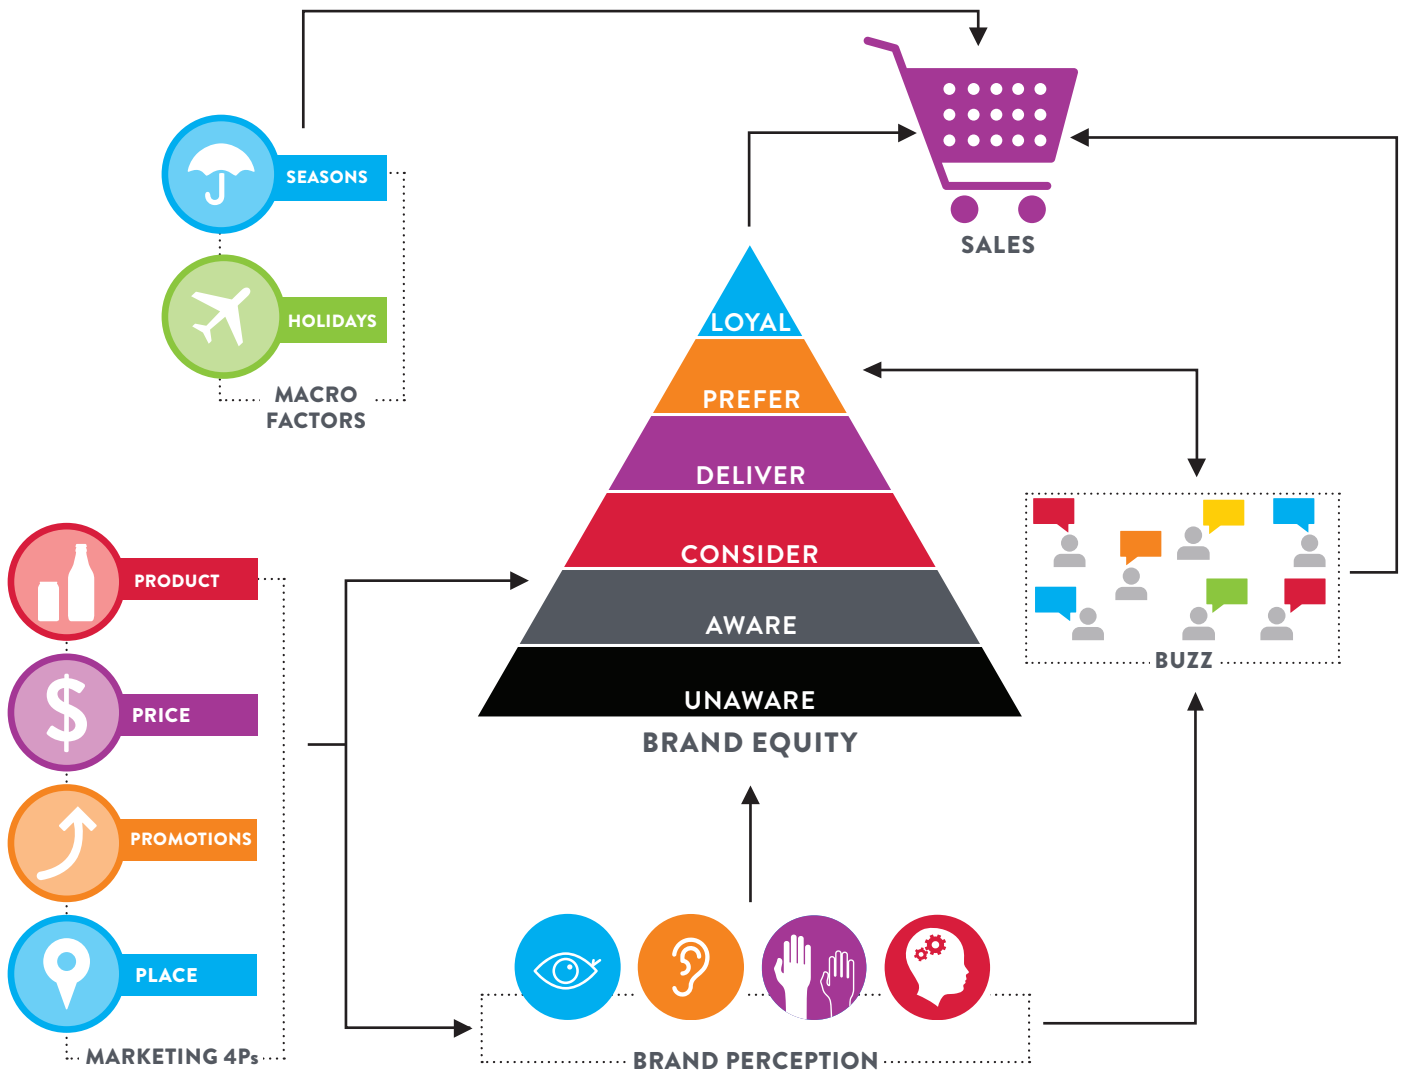 SEASONS
SALES
HOLIDAYS
LOYAL
MACRO
FACTORS
PREFER
DELIVER
CONSIDER
PRODUCT
AWARE
BUZZ
UNAWARE
PRICE
BRAND EQUITY
PROMOTIONS
PLACE
MARKETING 4Ps
BRAND PERCEPTION